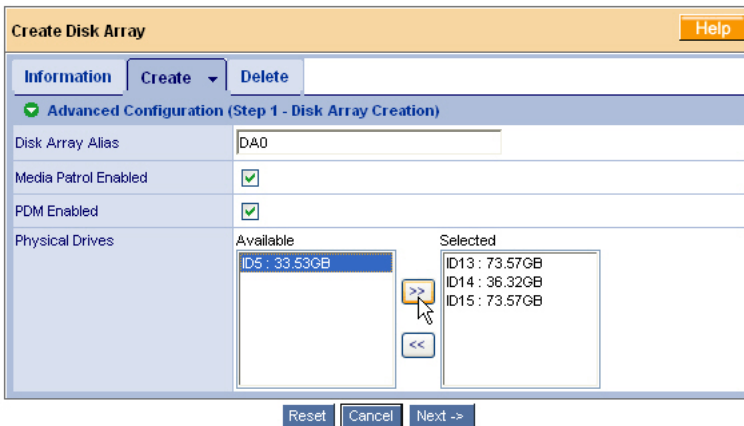 Create Disk Array
Help
Information Create Delete
Advanced Configuration (Step 1 - Disk Array Creation)
Disk Array Alias DA0
Media Patrol Enabled
PDM Enabled
Physical Drives Available Selected
ID5 : 33.53GB
ID13 : 73.57GB
ID14 : 36.32GB
ID15 : 73.57GB
>>
<<
Reset Cancel Next ->